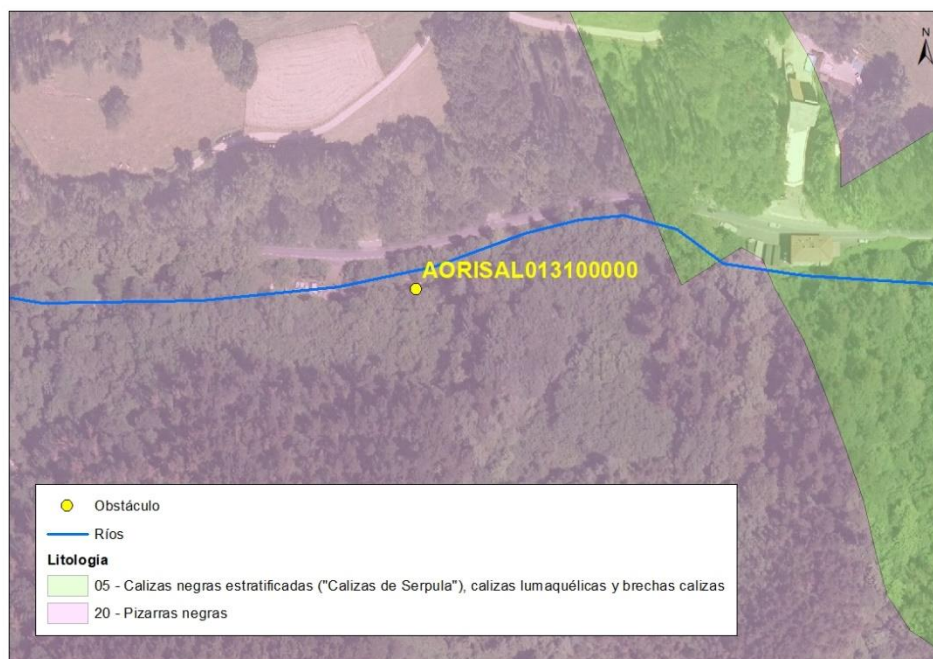 N
AORISAL013100000
Obstáculo
Ríos
Litología
05 - Calizas negras estratificadas ("Calizas de Serpula"), calizas lumaquélicas y brechas calizas
20 - Pizarras negras